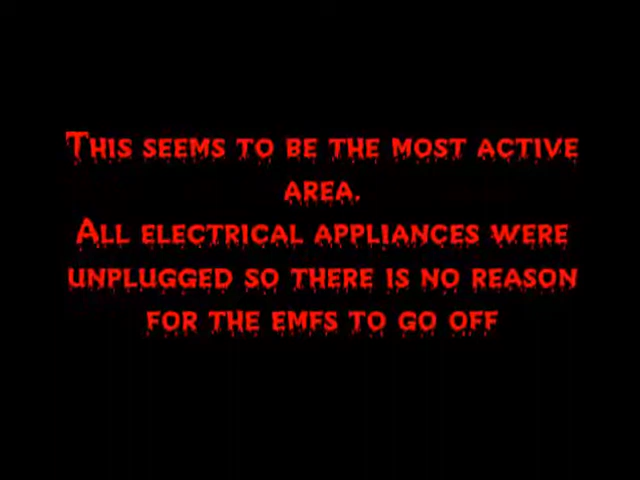 This seems to be the most active
area.
All electrical appliances were
unplugged so there is no reason
for the emfs to go off